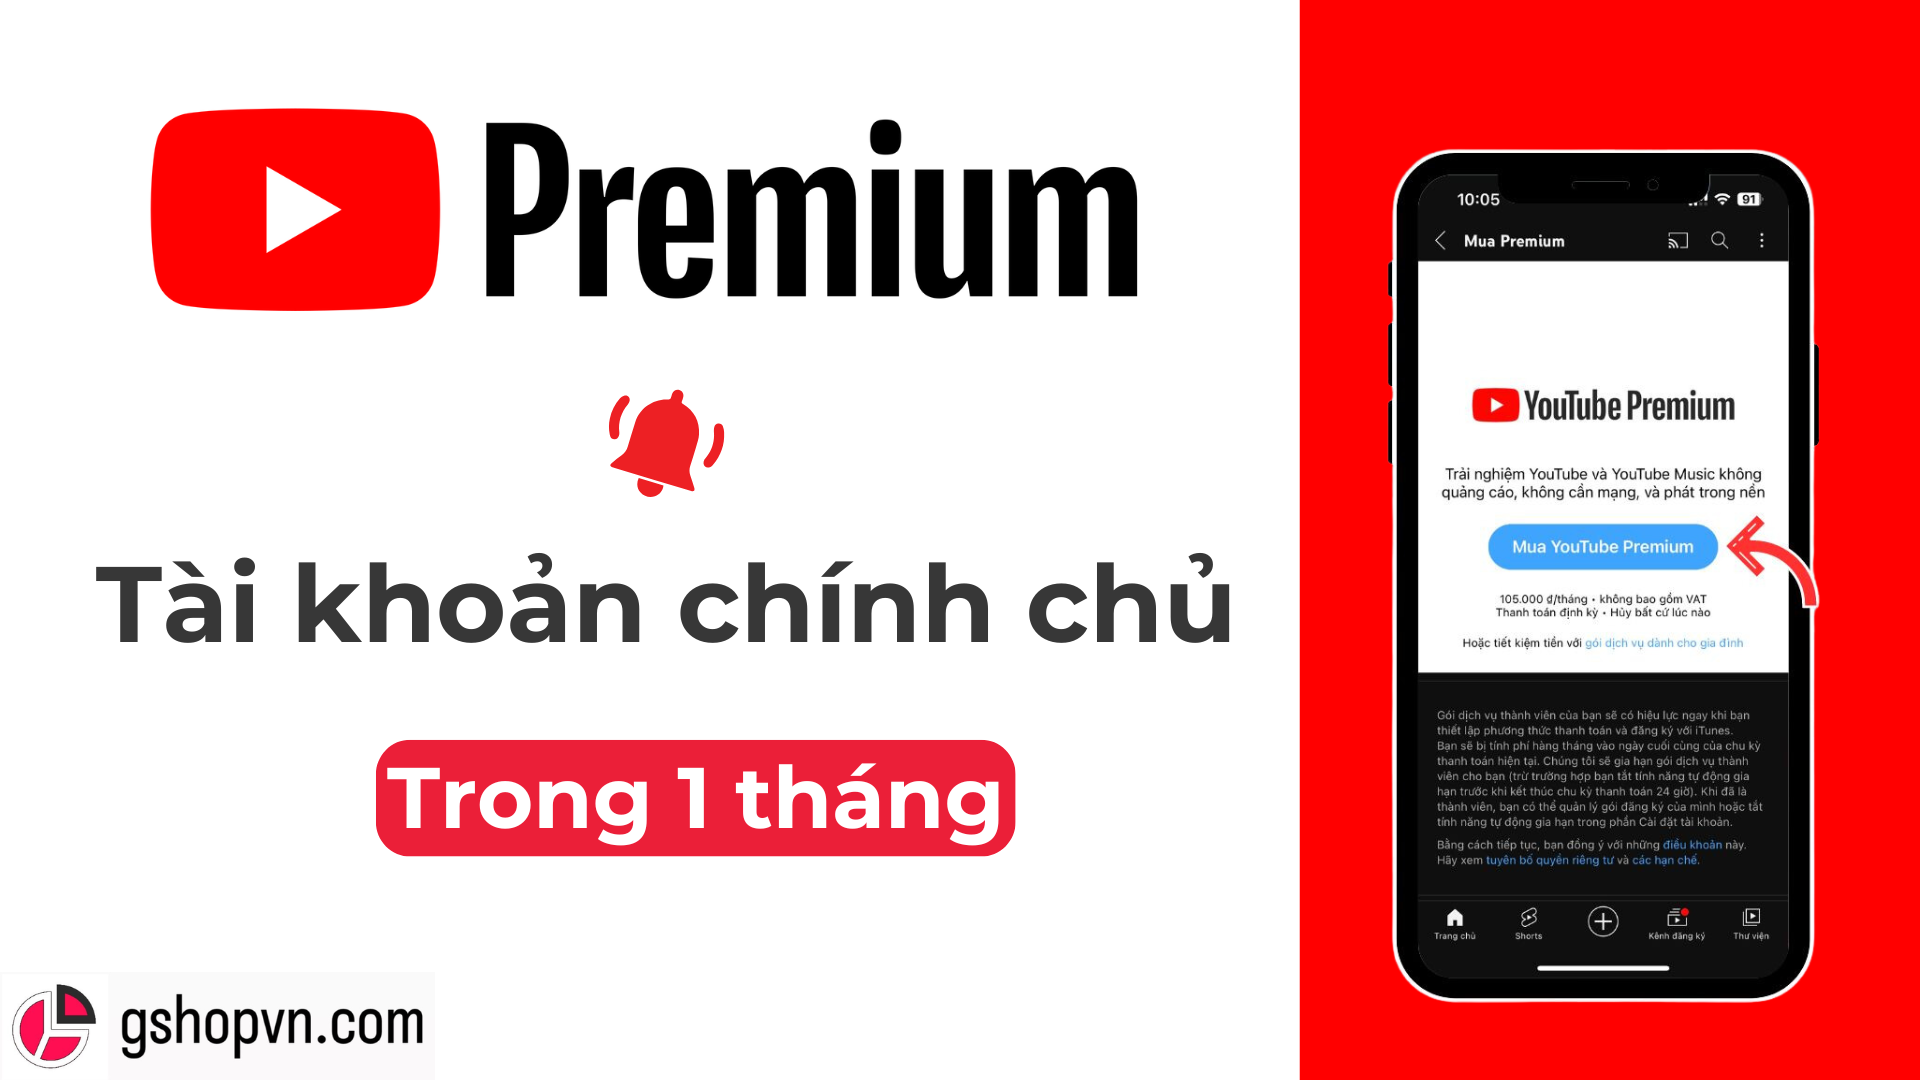 Premium
Tài khoản chính chủ
Trong 1 tháng
gshopvn.com
10:05
91
Mua Premium
YouTube Premium
Trải nghiệm YouTube và YouTube Music không
quảng cáo, không cần mạng, và phát trong nền
Mua YouTube Premium
105.000 ₫/tháng • không bao gồm VAT
Thanh toán định kỳ • Hủy bất cứ lúc nào
Hoặc tiết kiệm tiền với gói dịch vụ dành cho gia đình
Gói dịch vụ thành viên của bạn sẽ có hiệu lực ngay khi bạn
thiết lập phương thức thanh toán và đăng ký với iTunes.
Bạn sẽ bị tính phí hàng tháng vào ngày cuối cùng của chu kỳ
thanh toán hiện tại. Chúng tôi sẽ gia hạn gói dịch vụ thành
viên cho bạn (trừ trường hợp bạn tắt tính năng tự động gia
hạn trước khi kết thúc chu kỳ thanh toán 24 giờ). Khi đã là
thành viên, bạn có thể quản lý gói đăng ký của mình hoặc tắt
tính năng tự động gia hạn trong phần Cài đặt tài khoản.
Bằng cách tiếp tục, bạn đồng ý với những điều khoản này.
Hãy xem tuyên bố quyền riêng tư và các hạn chế.
Trang chủ
Shorts
Kênh đăng ký
Thư viện